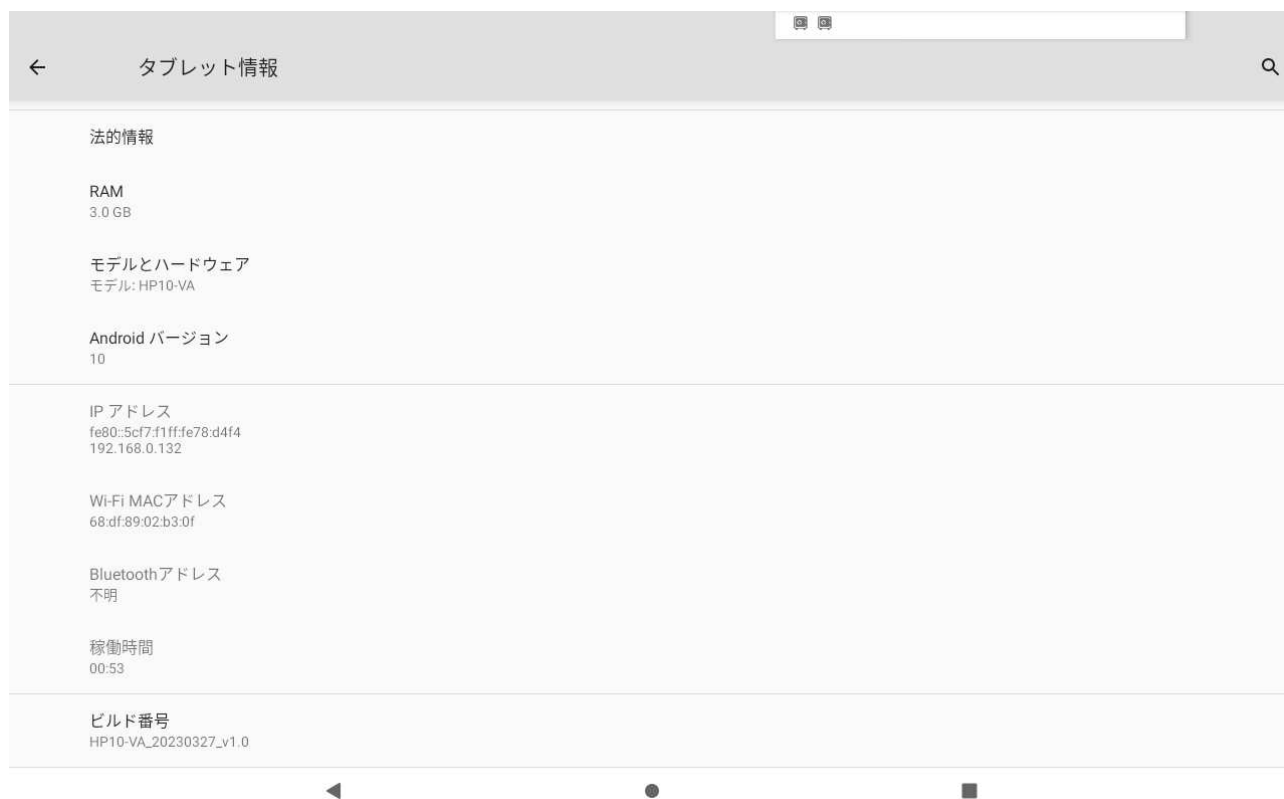 タブレット情報
法的情報
RAM
3.0 GB
モデルとハードウェア
モデル: HP10-VA
Android バージョン
10
IP アドレス
fe80::5cf7:f1ff:fe78:d4f4
192.168.0.132
Wi-Fi MACアドレス
68:df:89:02:b3:0f
Bluetoothアドレス
不明
稼働時間
00:53
ビルド番号
HP10-VA_20230327_v1.0